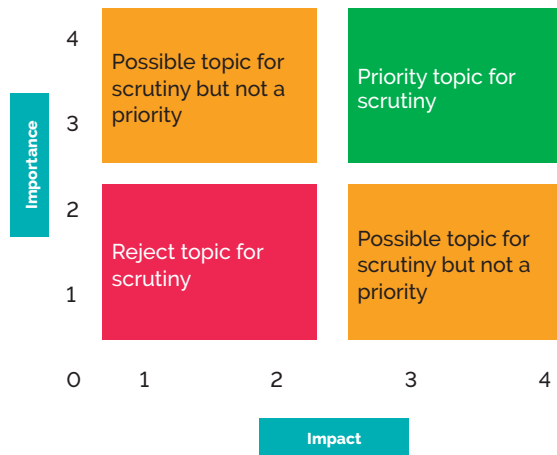 4
Possible topic for
scrutiny but not a
priority
Priority topic for
scrutiny
3
Importance
2
Reject topic for
scrutiny
Possible topic for
scrutiny but not a
priority
1
0
1
2
3
4
Impact